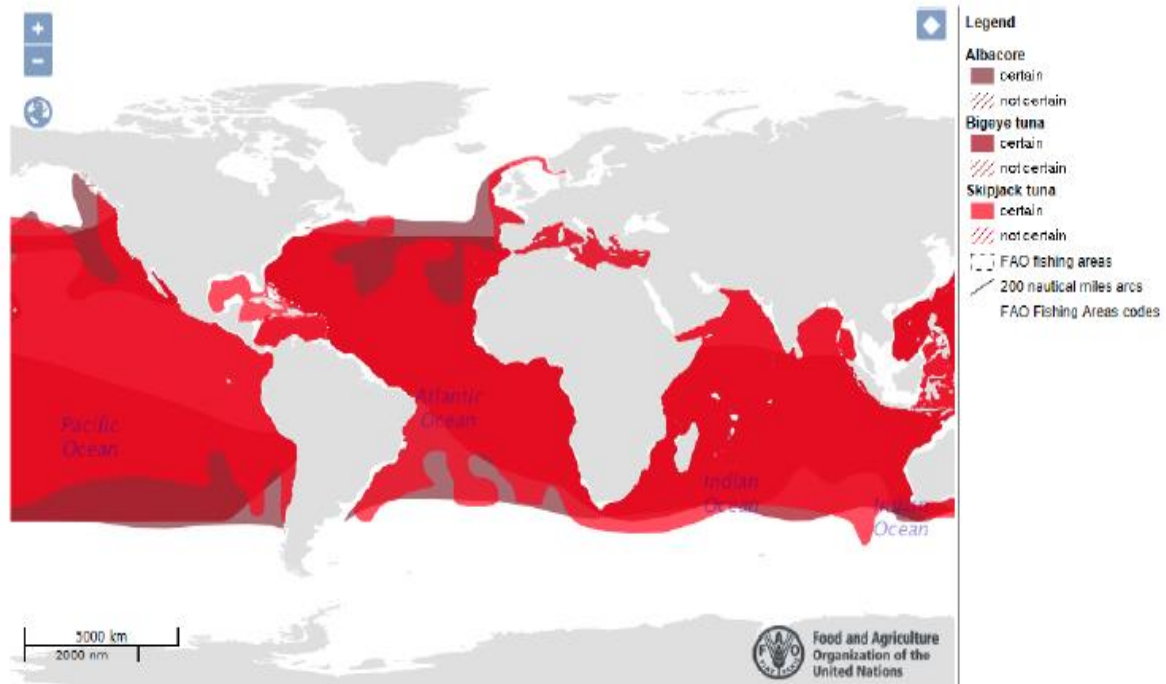 +
−
Legend
Albacore
certain
not certain
Bigeye tuna
certain
not certain
Skipjack tuna
certain
not certain
FAO fishing areas
200 nautical miles arcs
FAO Fishing Areas codes
Atlantic
Ocean
Pacific
Ocean
Indian
Ocean
Indian
Ocean
5000 km
2000 nm
F A O
FIAT PANIS
Food and Agriculture
Organization of the
United Nations